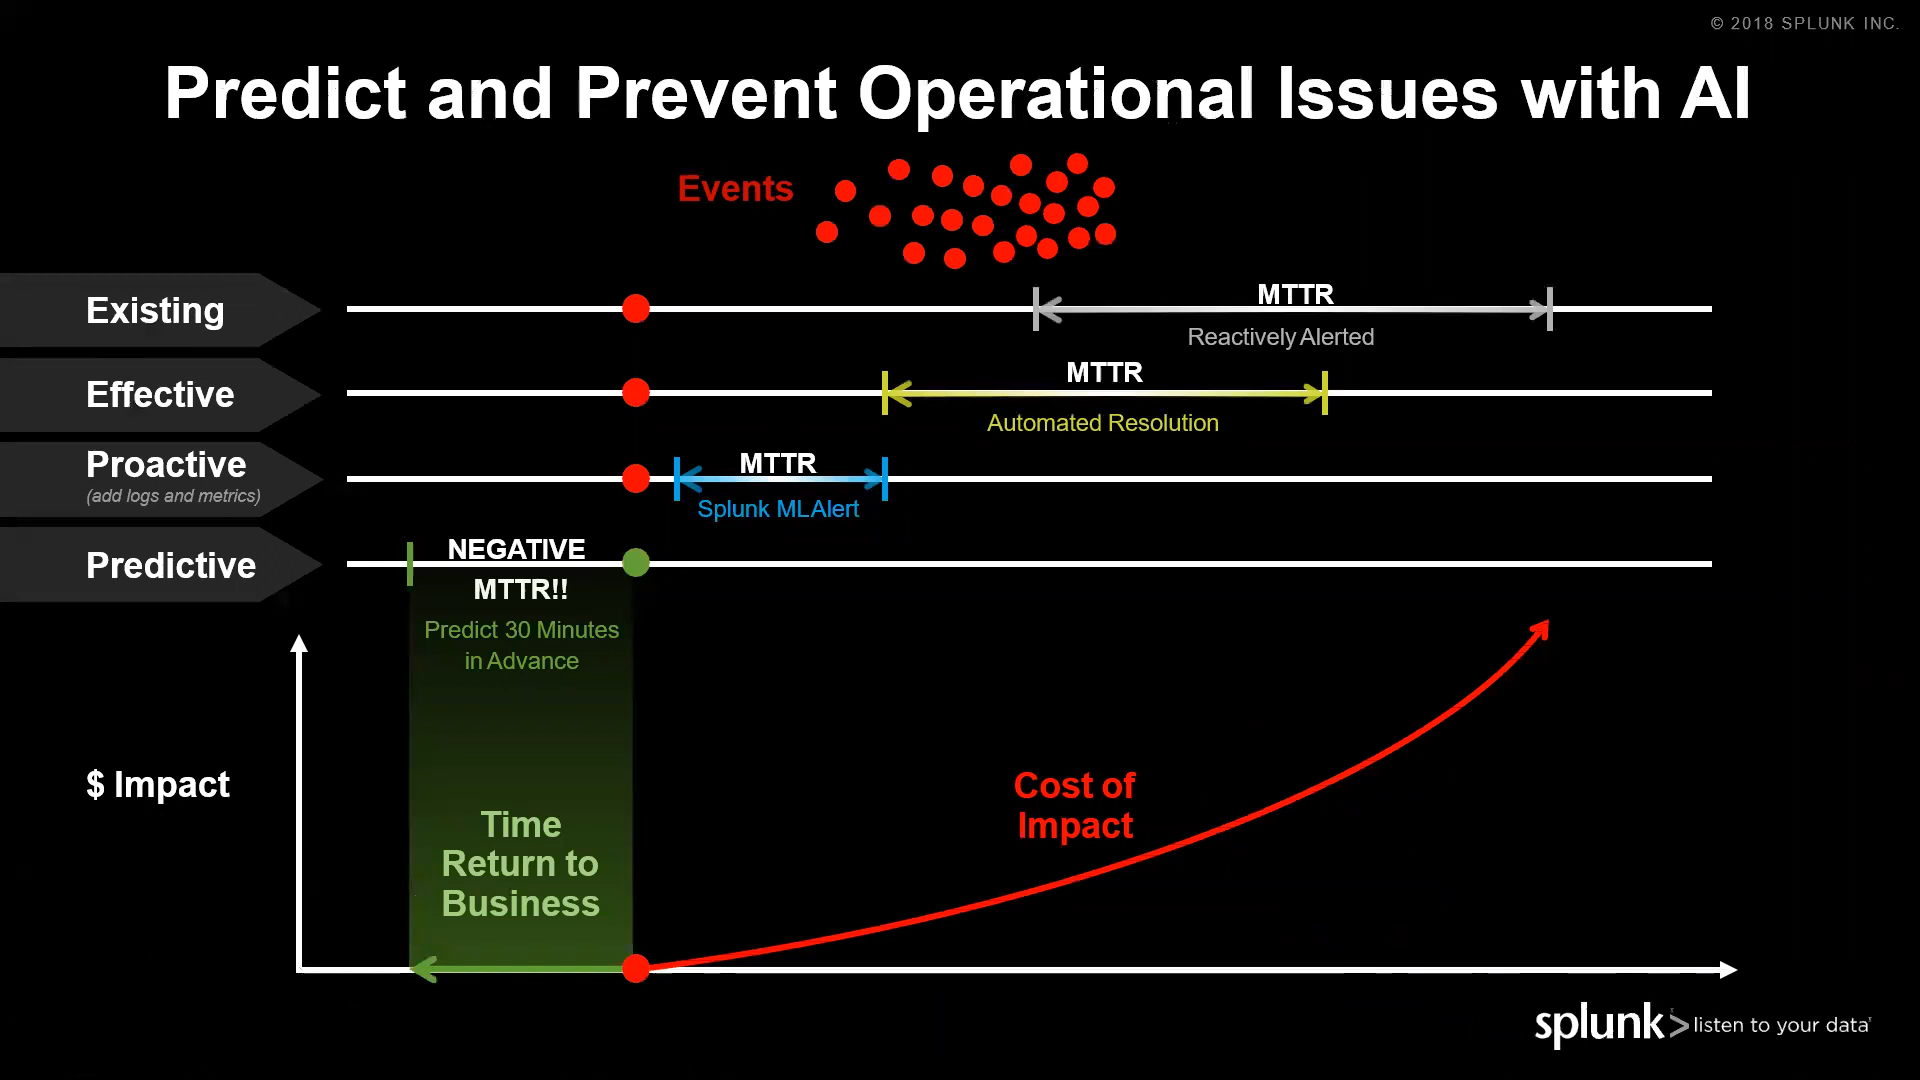 © 2018 SPLUNK INC.
Predict and Prevent Operational Issues with AI
Events
Existing
MTTR
Reactively Alerted
Effective
MTTR
Automated Resolution
Proactive
(add logs and metrics)
MTTR
Splunk ML Alert
Predictive
NEGATIVE
MTTR!!
Predict 30 Minutes
in Advance
$ Impact
Time
Return to
Business
Cost of
Impact
splunk> listen to your data